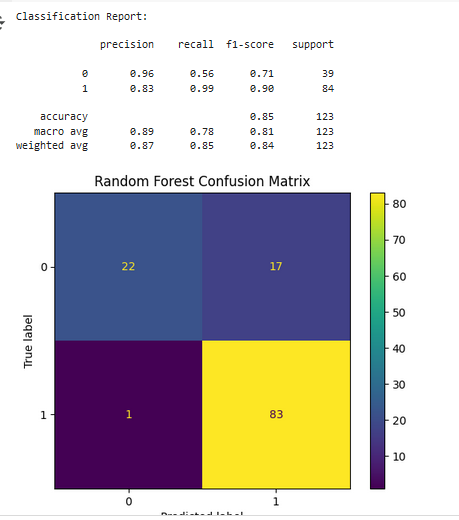 Classification Report:
precision recall f1-score support
0 0.96 0.56 0.71 39
1 0.83 0.99 0.90 84
accuracy 0.85 123
macro avg 0.89 0.78 0.81 123
weighted avg 0.87 0.85 0.84 123
Random Forest Confusion Matrix
80
70
0 22 17
60
50
True label
40
30
1 1 83
20
10
0 1
Predicted label